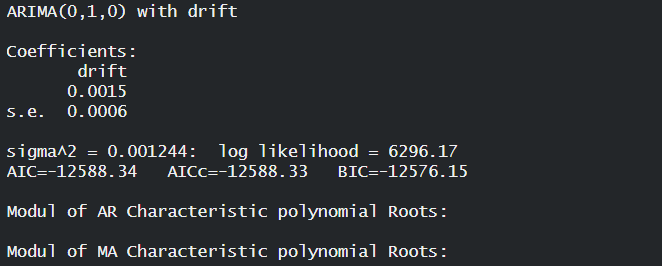 ARIMA(0,1,0) with drift
Coefficients:
drift
0.0015
s.e. 0.0006
sigma^2 = 0.001244: log likelihood = 6296.17
AIC=-12588.34 AICc=-12588.33 BIC=-12576.15
Modul of AR Characteristic polynomial Roots:
Modul of MA Characteristic polynomial Roots: